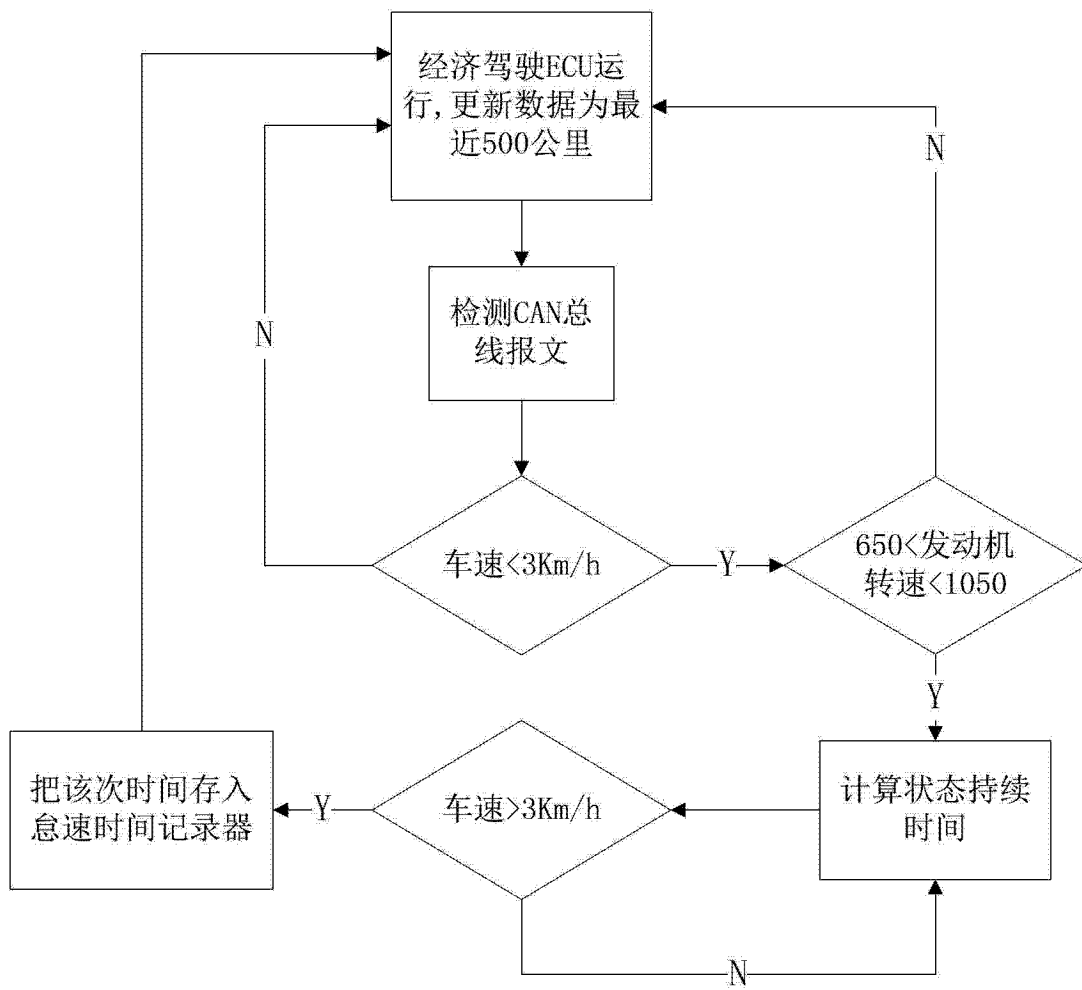 经济驾驶ECU运
行,更新数据为最
近500公里
N
N
检测CAN总
线报文
车速<3Km/h
Y
650<发动机
转速<1050
Y
把该次时间存入
怠速时间记录器
Y
车速>3Km/h
计算状态持续
时间
N